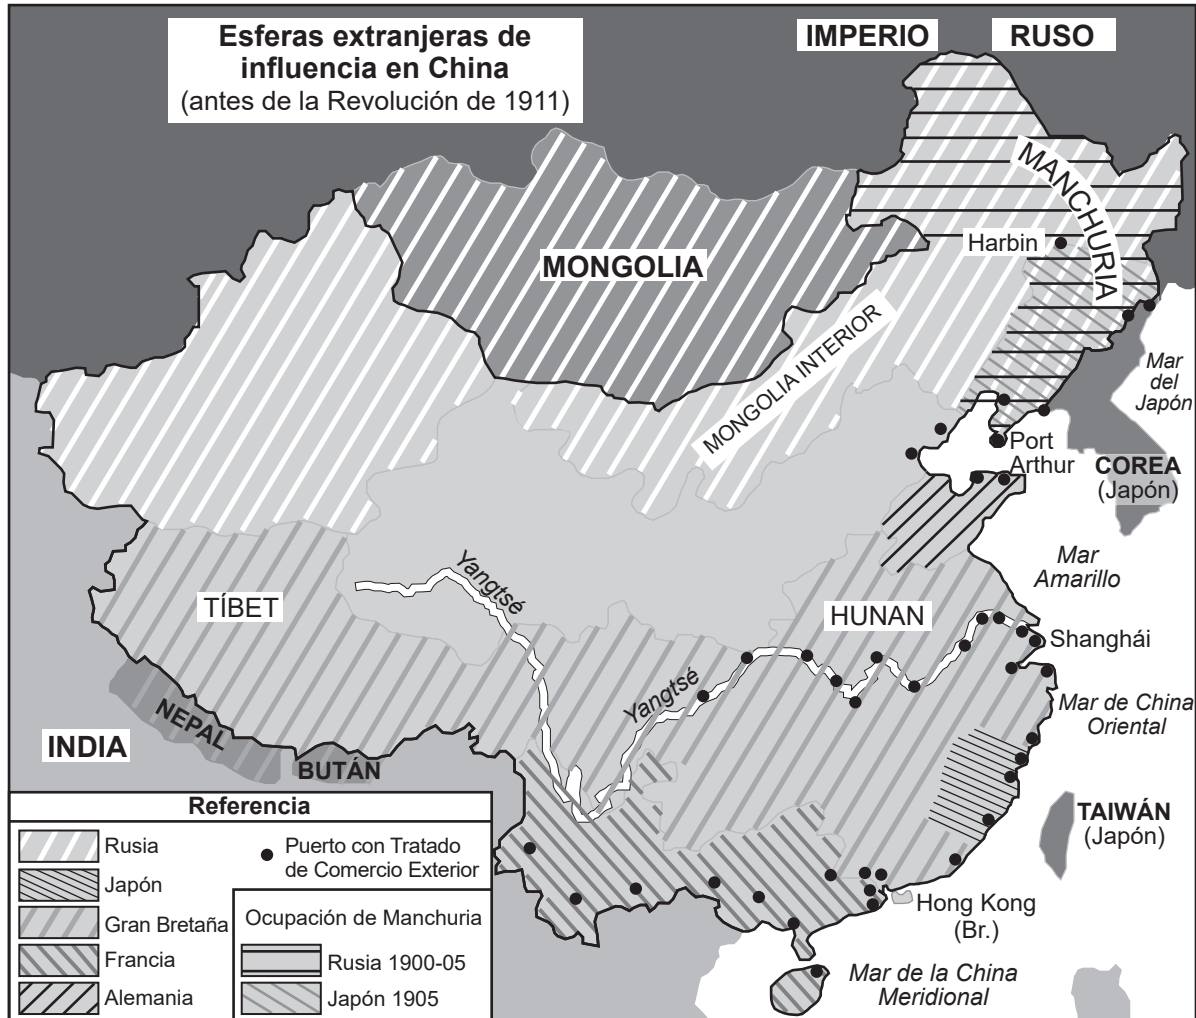 Esferas extranjeras de
influencia en China
(antes de la Revolución de 1911)
IMPERIO RUSO
MANCHURIA
Harbin
MONGOLIA
MONGOLIA INTERIOR
Mar
del
Japón
Port
Arthur
COREA
(Japón)
Mar
Amarillo
Yangtsé
TÍBET
HUNAN
Shanghái
Yangtsé
Mar de China
Oriental
NEPAL
INDIA
BUTÁN
TAIWÁN
(Japón)
Hong Kong
(Br.)
Mar de la China
Meridional
Referencia
Rusia
Japón
Gran Bretaña
Francia
Alemania
Puerto con Tratado
de Comercio Exterior
Ocupación de Manchuria
Rusia 1900-05
Japón 1905